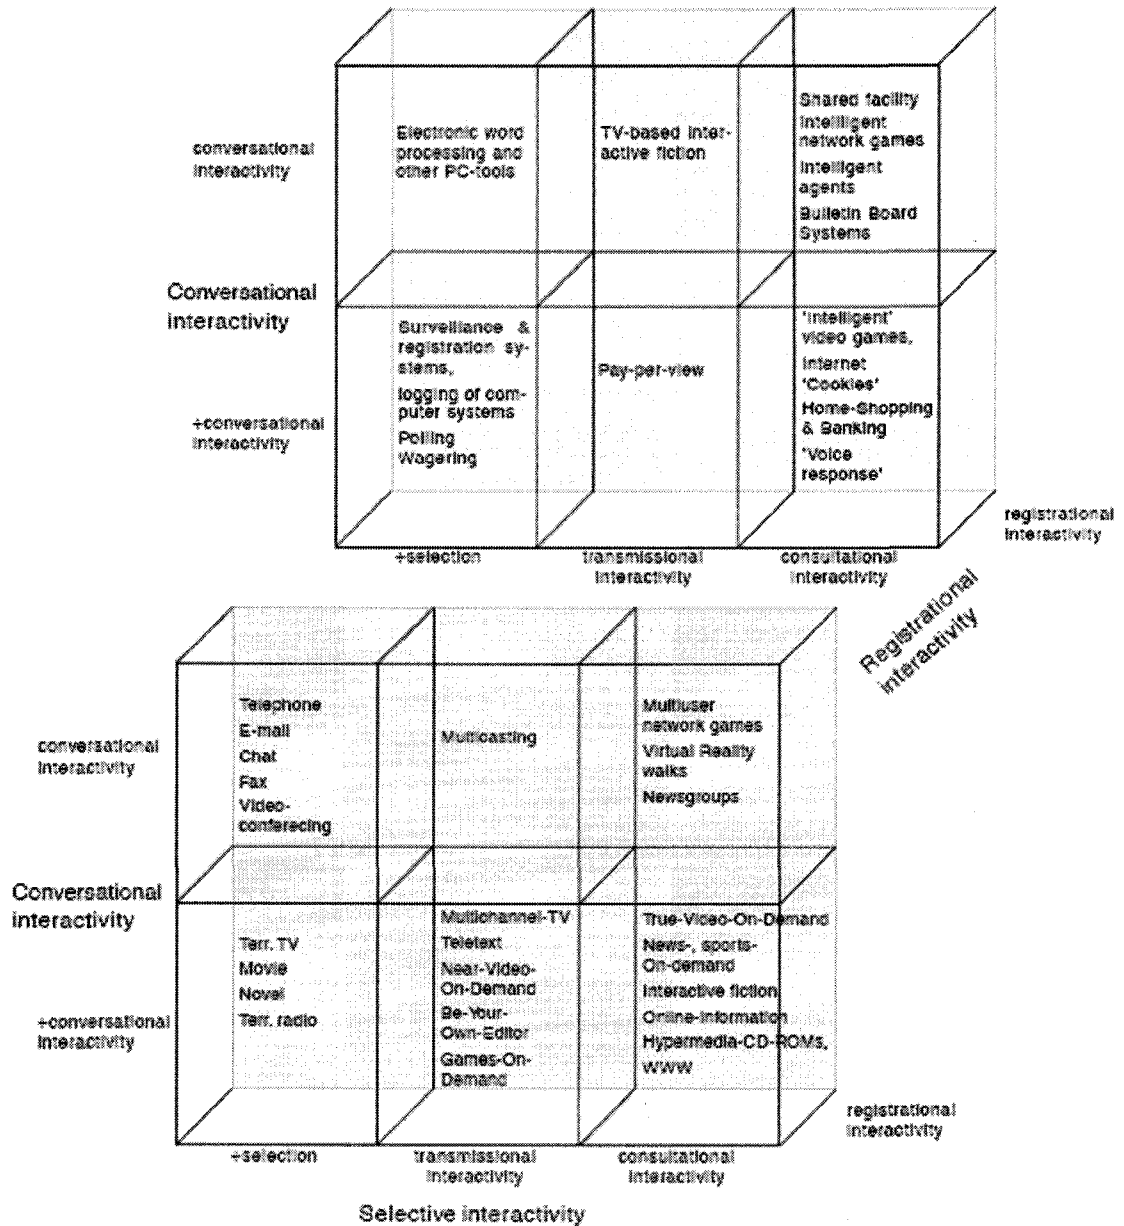 conversational
interactivity
Electronic word
processing and
other PC-tools
TV-based inter-
active fiction
Shared facility
Intelligent
network games
Intelligent
agents
Bulletin Board
Systems
Conversational
interactivity
÷conversational
interactivity
Surveillance &
registration sy-
stems,
logging of com-
puter systems
Polling
Wagering
Pay-per-view
'Intelligent'
video games,
Internet
'Cookies'
Home-Shopping
& Banking
'Voice
response'
registrational
interactivity
÷selection
transmissional
interactivity
consultational
interactivity
Registrational
interactivity
conversational
interactivity
Telephone
E-mail
Chat
Fax
Video-
conferecing
Multicasting
Multiuser
network games
Virtual Reality
walks
Newsgroups
Conversational
interactivity
÷conversational
interactivity
Terr. TV
Movie
Novel
Terr. radio
Multichannel-TV
Teletext
Near-Video-
On-Demand
Be-Your-
Own-Editor
Games-On-
Demand
True-Video-On-Demand
News-, sports-
On-demand
Interactive fiction
Online-information
Hypermedia-CD-ROMs,
WWW
registrational
interactivity
÷selection
transmissional
interactivity
consultational
interactivity
Selective interactivity